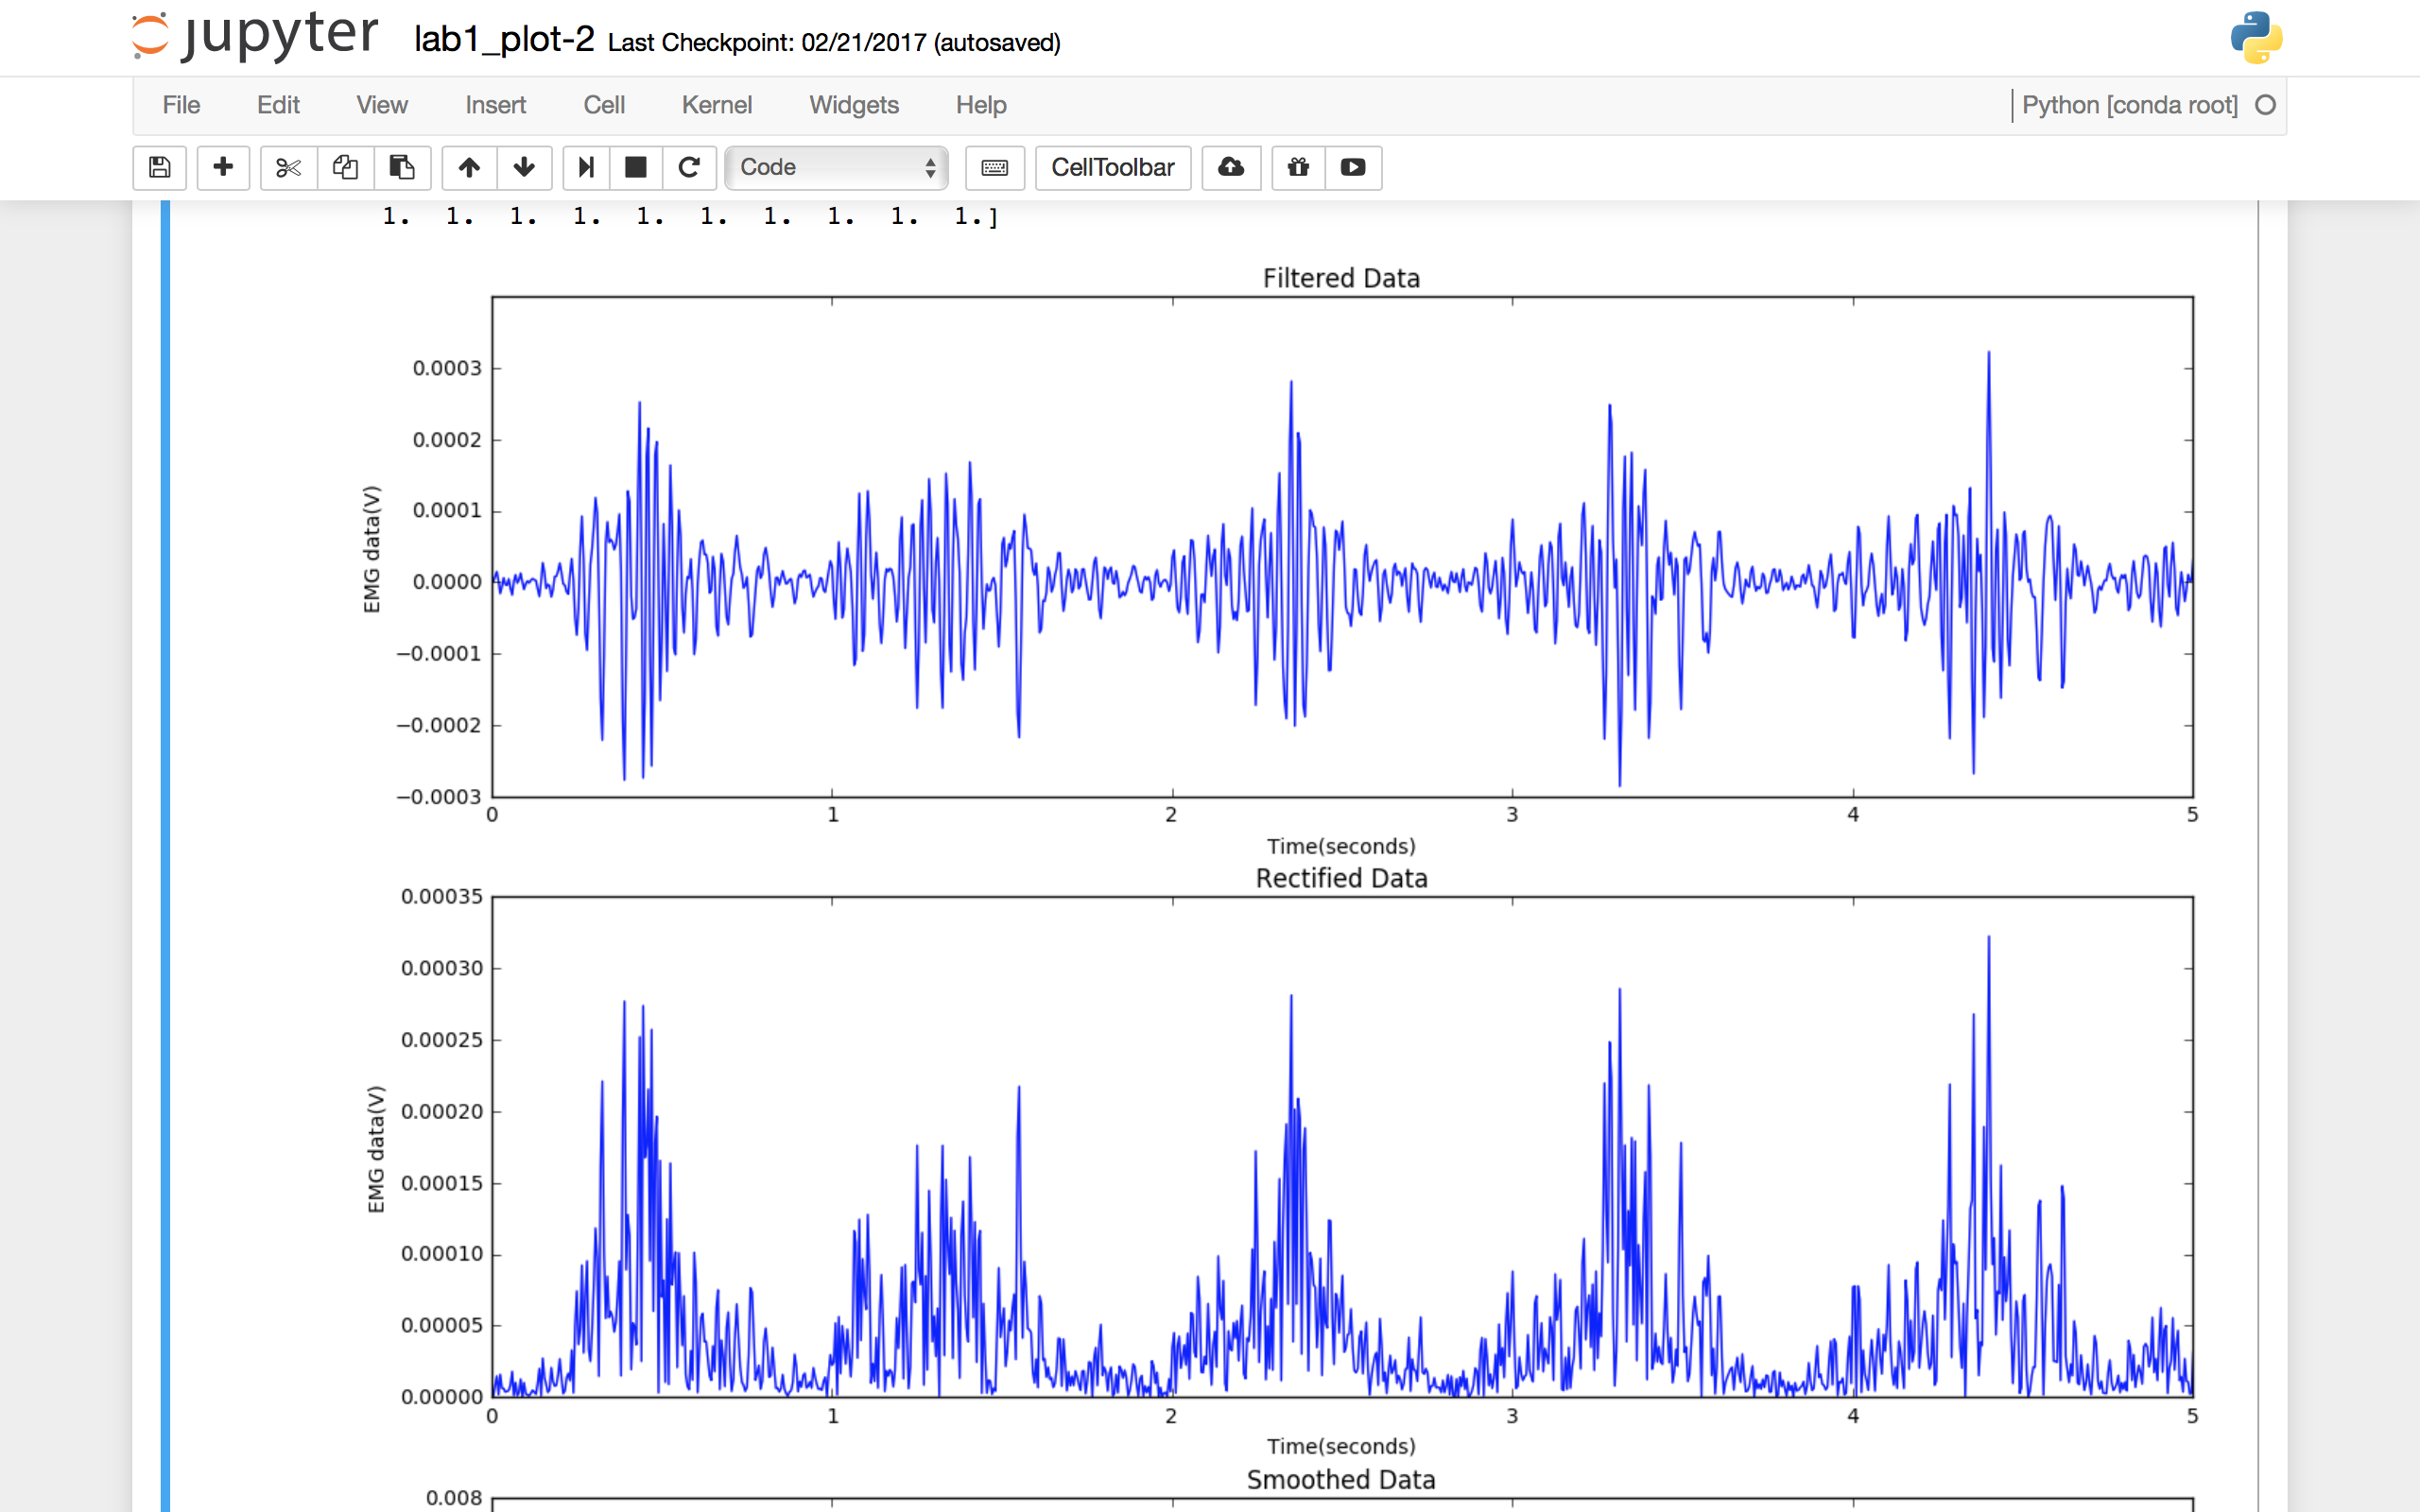 jupyter lab1_plot-2 Last Checkpoint: 02/21/2017 (autosaved)
File Edit View Insert Cell Kernel Widgets Help Python [conda root]
Code CellToolbar
1. 1. 1. 1. 1. 1. 1. 1. 1. 1.]
Filtered Data
0.0003
0.0002
0.0001
0.0000
−0.0001
−0.0002
−0.0003
EMG data(V)
0 1 2 3 4 5
Time(seconds)
Rectified Data
0.00035
0.00030
0.00025
0.00020
0.00015
0.00010
0.00005
0.00000
EMG data(V)
0 1 2 3 4 5
Time(seconds)
Smoothed Data
0.008